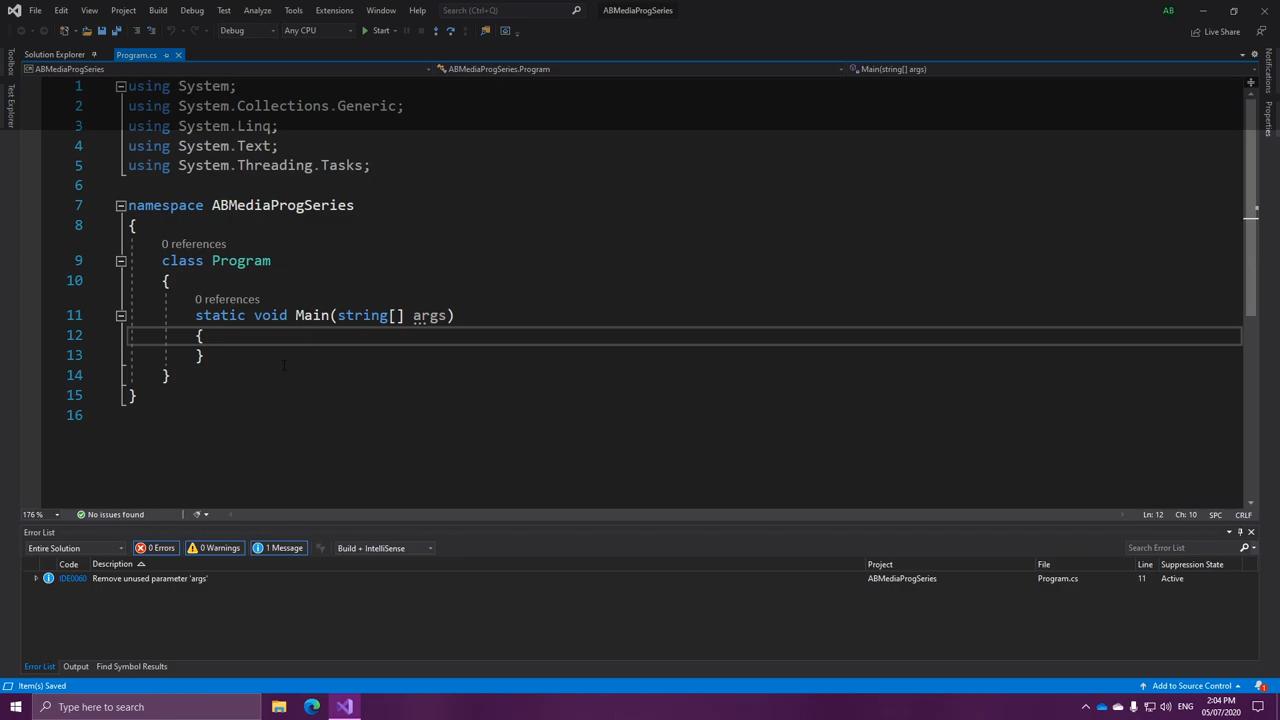 File Edit View Project Build Debug Test Analyze Tools Extensions Window Help Search (Ctrl+Q) ABMediaProgSeries AB
Debug Any CPU Start Live Share
Toolbox
Test Explorer
Solution Explorer Program.cs
ABMediaProgSeries ABMediaProgSeries.Program Main(string[] args)
Notifications
Properties
1 using System;
2 using System.Collections.Generic;
3 using System.Linq;
4 using System.Text;
5 using System.Threading.Tasks;
6
7 namespace ABMediaProgSeries
8 {
0 references
9 class Program
10 {
0 references
11 static void Main(string[] args)
12 {
13 }
14 }
15 }
16
176 % No issues found Ln: 12 Ch: 10 SPC CRLF
Error List
Entire Solution 0 Errors 0 Warnings 1 Message Build + IntelliSense Search Error List
Code Description Project File Line Suppression State
IDE0060 Remove unused parameter 'args' ABMediaProgSeries Program.cs 11 Active
Error List Output Find Symbol Results
Item(s) Saved Add to Source Control 1
Type here to search ENG 2:04 PM
05/07/2020